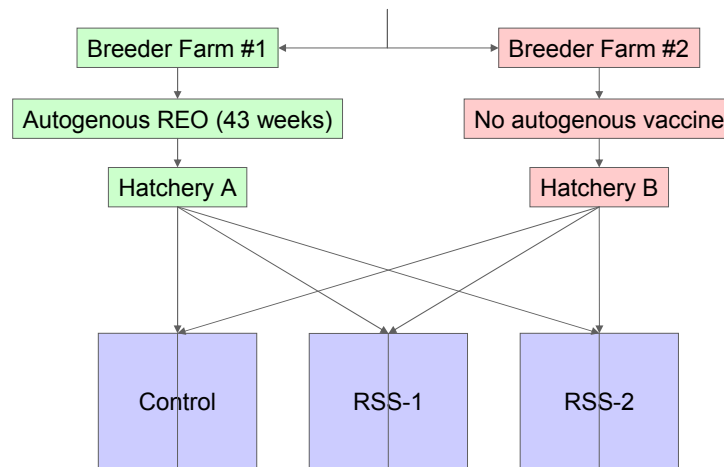 Breeder Farm #1
Breeder Farm #2
Autogenous REO (43 weeks)
No autogenous vaccine
Hatchery A
Hatchery B
Control
RSS-1
RSS-2